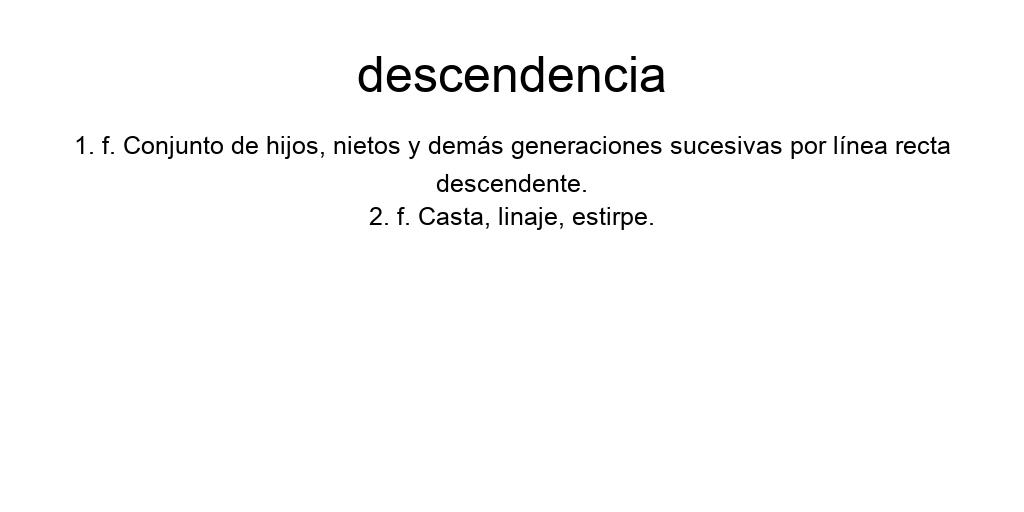 descendencia
1. f. Conjunto de hijos, nietos y demás generaciones sucesivas por línea recta
descendente.
2. f. Casta, linaje, estirpe.